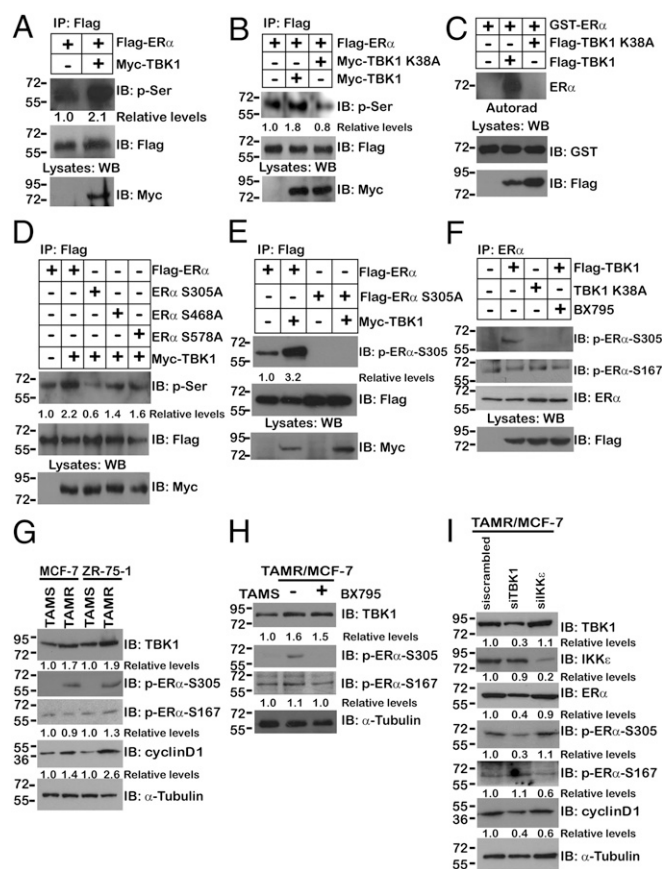 A
IP: Flag
+ + Flag-ERα
- + Myc-TBK1
72-
55-
IB: p-Ser
1.0 2.1 Relative levels
72-
55-
IB: Flag
Lysates: WB
95-
72-
IB: Myc
B
IP: Flag
+ + + Flag-ERα
- - + Myc-TBK1 K38A
- + - Myc-TBK1
72-
55-
IB: p-Ser
1.0 1.8 0.8 Relative levels
72-
55-
IB: Flag
Lysates: WB
95-
72-
IB: Myc
C
+ + + GST-ERα
- - + Flag-TBK1 K38A
- + - Flag-TBK1
72-
ERα
Autorad
Lysates: WB
95-
72-
IB: GST
95-
72-
IB: Flag
D
IP: Flag
+ + - - - Flag-ERα
- - + - - ERα S305A
- - - + - ERα S468A
- - - - + ERα S578A
- + + + + Myc-TBK1
72-
55-
IB: p-Ser
1.0 2.2 0.6 1.4 1.6 Relative levels
72-
55-
IB: Flag
Lysates: WB
95-
72-
IB: Myc
E
IP: Flag
+ + - - Flag-ERα
- - + + Flag-ERα S305A
- + - + Myc-TBK1
72-
55-
IB: p-ERα-S305
1.0 3.2 Relative levels
72-
55-
IB: Flag
Lysates: WB
95-
72-
IB: Myc
F
IP: ERα
- + - + Flag-TBK1
- - + - TBK1 K38A
- - - + BX795
72-
55-
IB: p-ERα-S305
72-
55-
IB: p-ERα-S167
72-
55-
IB: ERα
95-
72-
IB: Flag
G
MCF-7 ZR-75-1
TAMS TAMR TAMS TAMR
95-
72-
IB: TBK1
1.0 1.7 1.0 1.9 Relative levels
72-
55-
IB: p-ERα-S305
72-
55-
IB: p-ERα-S167
1.0 0.9 1.0 1.3 Relative levels
55-
36-
IB: cyclinD1
1.0 1.4 1.0 2.6 Relative levels
72-
55-
IB: α-Tubulin
H
TAMR/MCF-7
TAMS - + BX795
95-
72-
IB: TBK1
1.0 1.6 1.5 Relative levels
72-
55-
IB: p-ERα-S305
72-
55-
IB: p-ERα-S167
1.0 1.1 1.0 Relative levels
72-
55-
IB: α-Tubulin
I
TAMR/MCF-7
siscrambled siTBK1 siIKKε
95-
72-
IB: TBK1
1.0 0.3 1.1 Relative levels
95-
72-
IB: IKKε
1.0 0.9 0.2 Relative levels
72-
55-
IB: ERα
1.0 0.4 0.9 Relative levels
72-
55-
IB: p-ERα-S305
1.0 0.3 1.1 Relative levels
72-
55-
IB: p-ERα-S167
1.0 1.1 0.6 Relative levels
55-
36-
IB: cyclinD1
1.0 0.4 0.6 Relative levels
72-
55-
IB: α-Tubulin